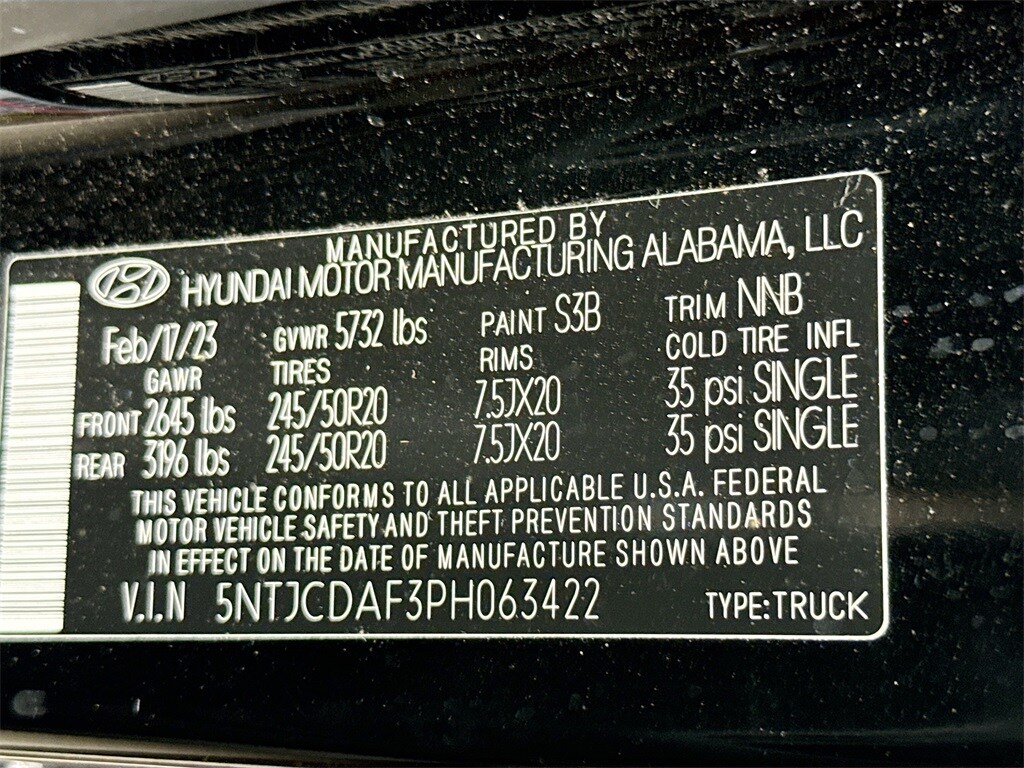 MANUFACTURED BY
HYUNDAI MOTOR MANUFACTURING ALABAMA, LLC
Feb/17/23 GVWR 5732 lbs PAINT S3B TRIM NNB
GAWR TIRES RIMS COLD TIRE INFL
FRONT 2645 lbs 245/50R20 7.5JX20 35 psi SINGLE
REAR 3196 lbs 245/50R20 7.5JX20 35 psi SINGLE
THIS VEHICLE CONFORMS TO ALL APPLICABLE U.S.A. FEDERAL
MOTOR VEHICLE SAFETY AND THEFT PREVENTION STANDARDS
IN EFFECT ON THE DATE OF MANUFACTURE SHOWN ABOVE
V.I.N 5NTJCDAF3PH063422 TYPE:TRUCK